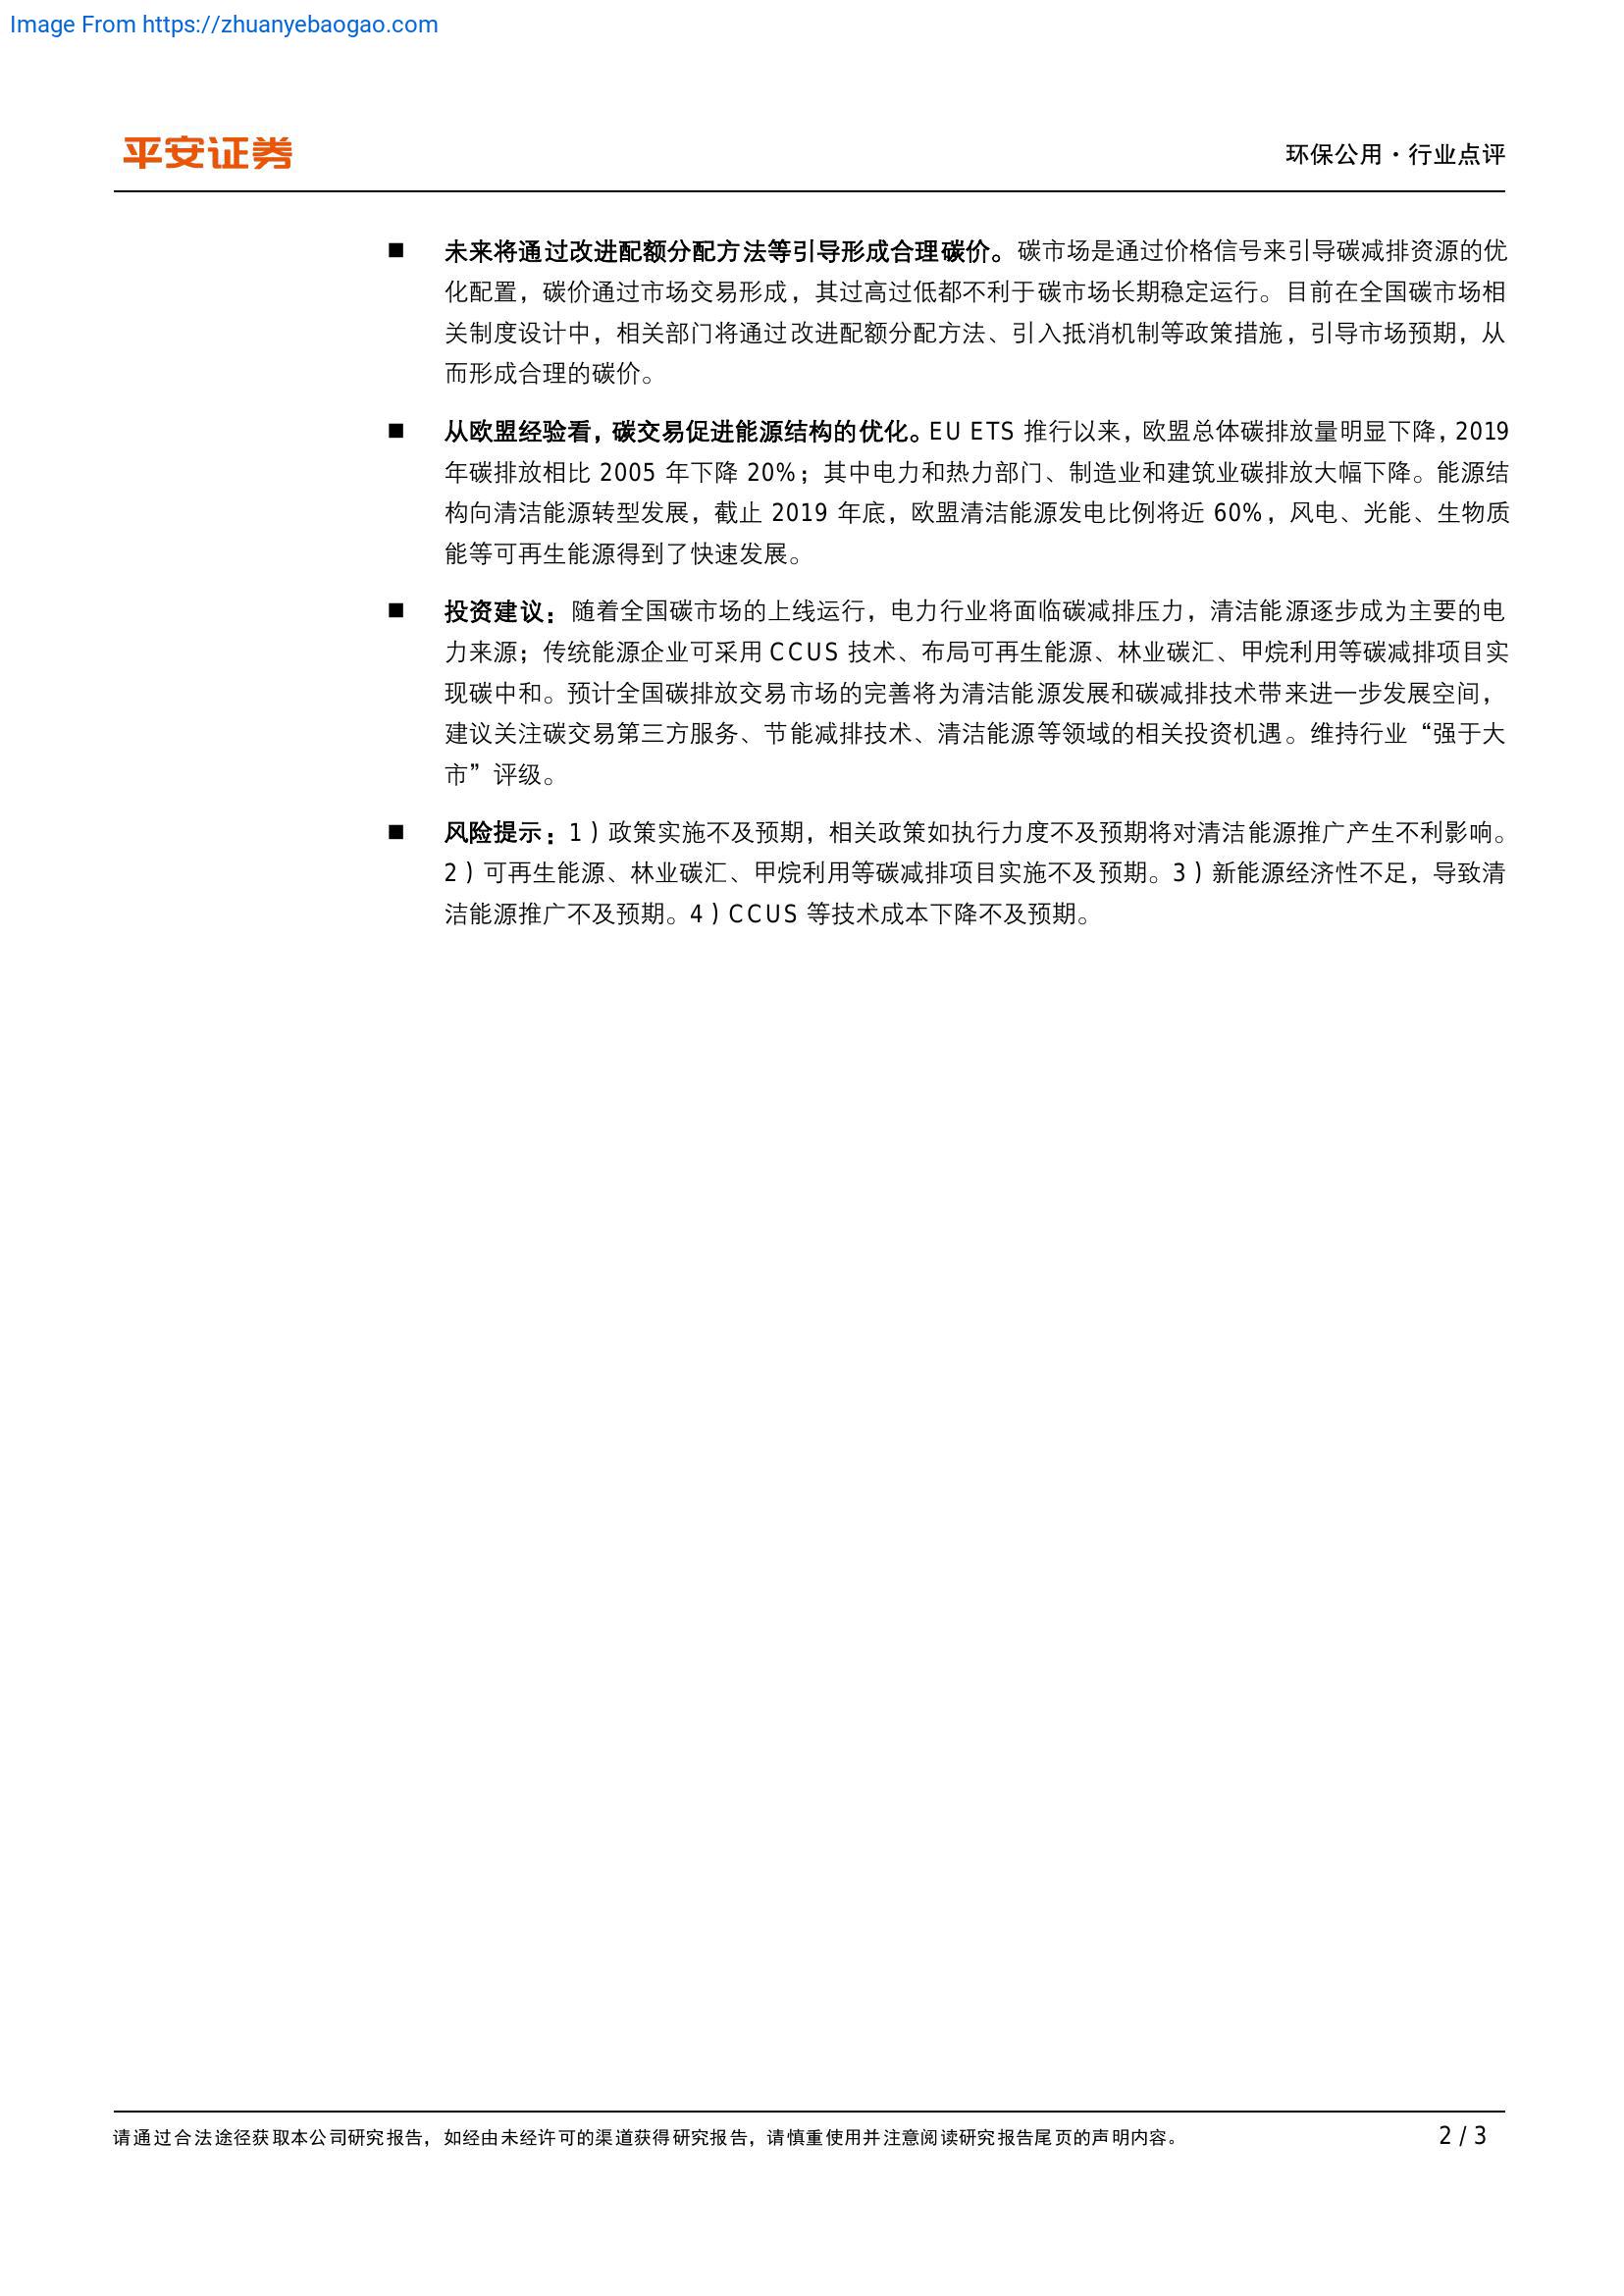 Image From https://zhuanyebaogao.com
平安证券
环保公用·行业点评
■ 未来将通过改进配额分配方法等引导形成合理碳价。碳市场是通过价格信号来引导碳减排资源的优
化配置，碳价通过市场交易形成，其过高过低都不利于碳市场长期稳定运行。目前在全国碳市场相
关制度设计中，相关部门将通过改进配额分配方法、引入抵消机制等政策措施，引导市场预期，从
而形成合理的碳价。
■ 从欧盟经验看，碳交易促进能源结构的优化。EU ETS 推行以来，欧盟总体碳排放量明显下降，2019
年碳排放相比 2005 年下降 20%；其中电力和热力部门、制造业和建筑业碳排放大幅下降。能源结
构向清洁能源转型发展，截止 2019 年底，欧盟清洁能源发电比例将近 60%，风电、光能、生物质
能等可再生能源得到了快速发展。
■ 投资建议：随着全国碳市场的上线运行，电力行业将面临碳减排压力，清洁能源逐步成为主要的电
力来源；传统能源企业可采用 CCUS 技术、布局可再生能源、林业碳汇、甲烷利用等碳减排项目实
现碳中和。预计全国碳排放交易市场的完善将为清洁能源发展和碳减排技术带来进一步发展空间，
建议关注碳交易第三方服务、节能减排技术、清洁能源等领域的相关投资机遇。维持行业“强于大
市”评级。
■ 风险提示：1）政策实施不及预期，相关政策如执行力度不及预期将对清洁能源推广产生不利影响。
2）可再生能源、林业碳汇、甲烷利用等碳减排项目实施不及预期。3）新能源经济性不足，导致清
洁能源推广不及预期。4）CCUS 等技术成本下降不及预期。
请通过合法途径获取本公司研究报告，如经由未经许可的渠道获得研究报告，请慎重使用并注意阅读研究报告尾页的声明内容。
2 / 3